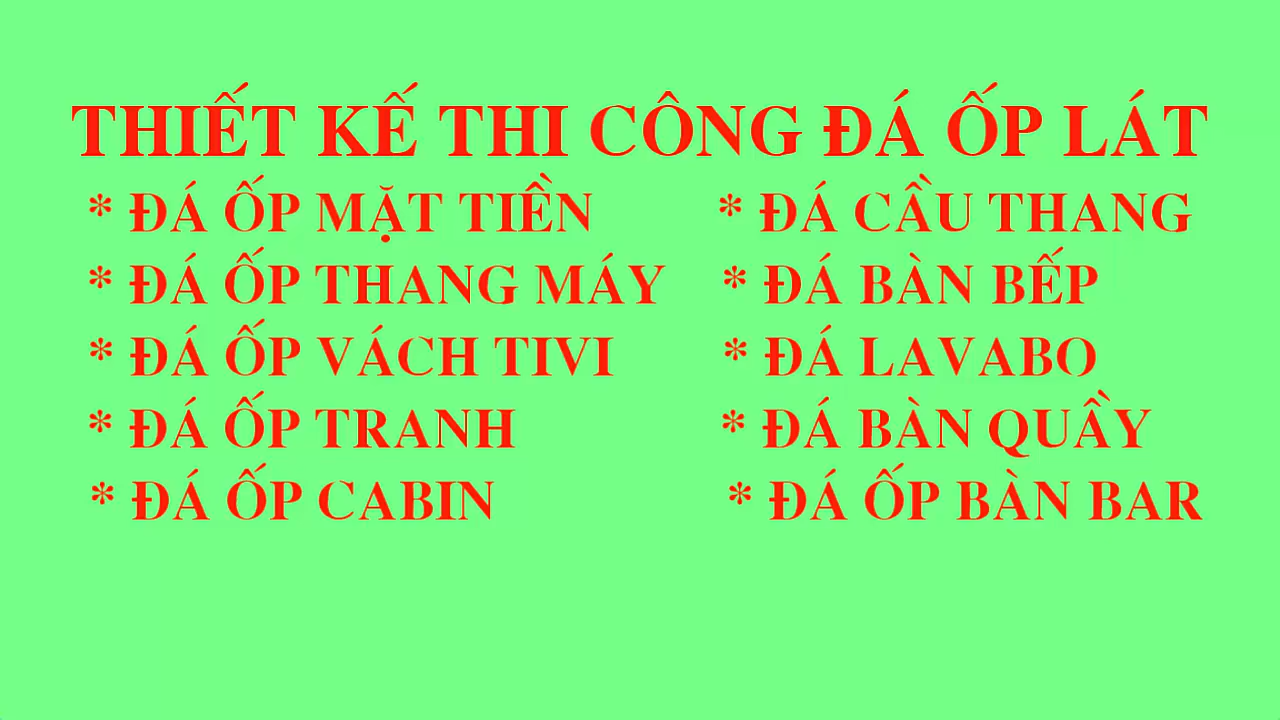 THIẾT KẾ THI CÔNG ĐÁ ỐP LÁT
* ĐÁ ỐP MẶT TIỀN * ĐÁ CẦU THANG
* ĐÁ ỐP THANG MÁY * ĐÁ BÀN BẾP
* ĐÁ ỐP VÁCH TIVI * ĐÁ LAVABO
* ĐÁ ỐP TRANH * ĐÁ BÀN QUẦY
* ĐÁ ỐP CABIN * ĐÁ ỐP BÀN BAR